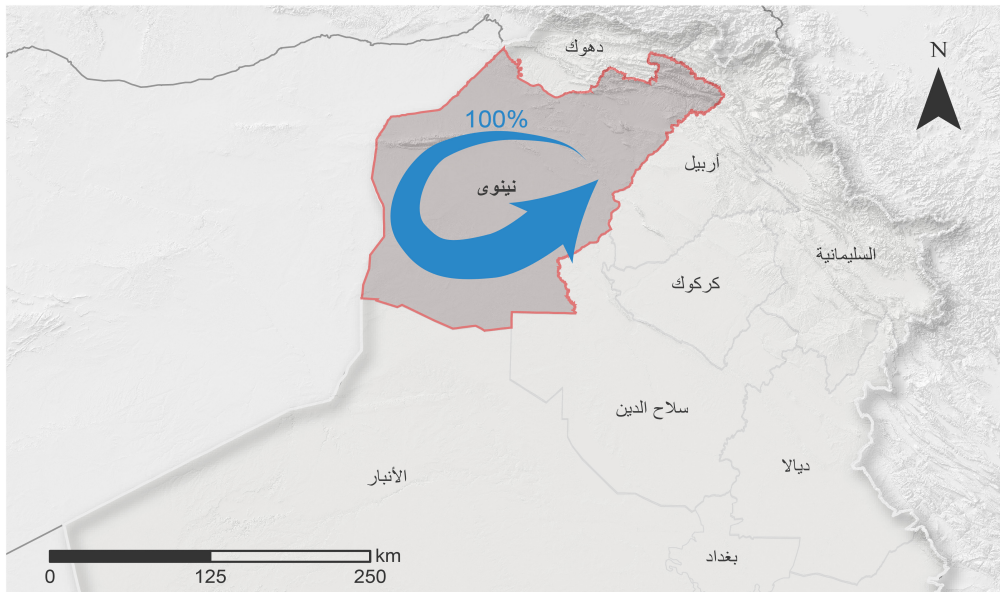 دهوك
N
100%
أربيل
نينوى
السليمانية
كركوك
سلاح الدين
ديالا
الأنبار
بغداد
km
0 125 250